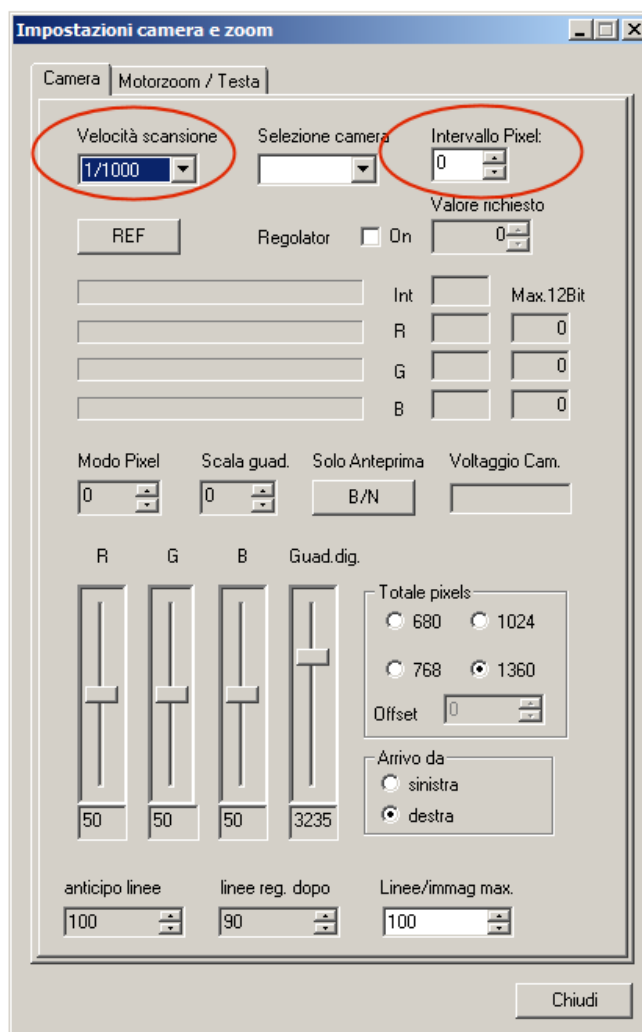 Impostazioni camera e zoom
Camera Motorzoom / Testa
Velocità scansione Selezione camera Intervallo Pixel:
1/1000 0
Valore richiesto
REF Regolator On 0
Int Max.12Bit
R 0
G 0
B 0
Modo Pixel Scala guad. Solo Anteprima Voltaggio Cam.
0 0 B/N
R G B Guad.dig.
Totale pixels
680 1024
768 1360
Offset 0
Arrivo da
sinistra
destra
50 50 50 3235
anticipo linee linee reg. dopo Linee/immag max.
100 90 100
Chiudi